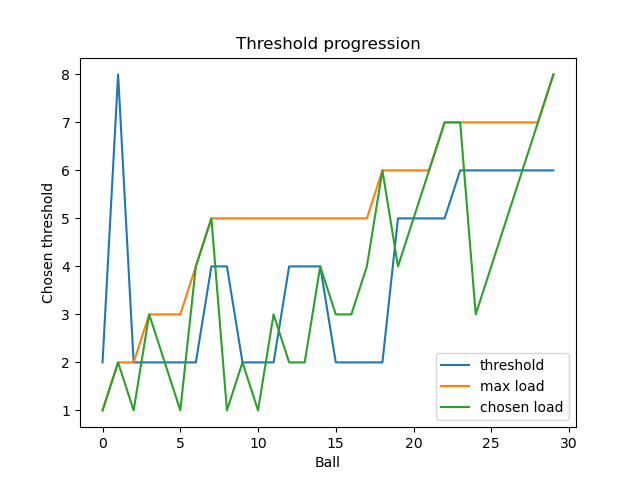 Threshold progression
Chosen threshold
8
7
6
5
4
3
2
1
0 5 10 15 20 25 30
Ball
threshold
max load
chosen load